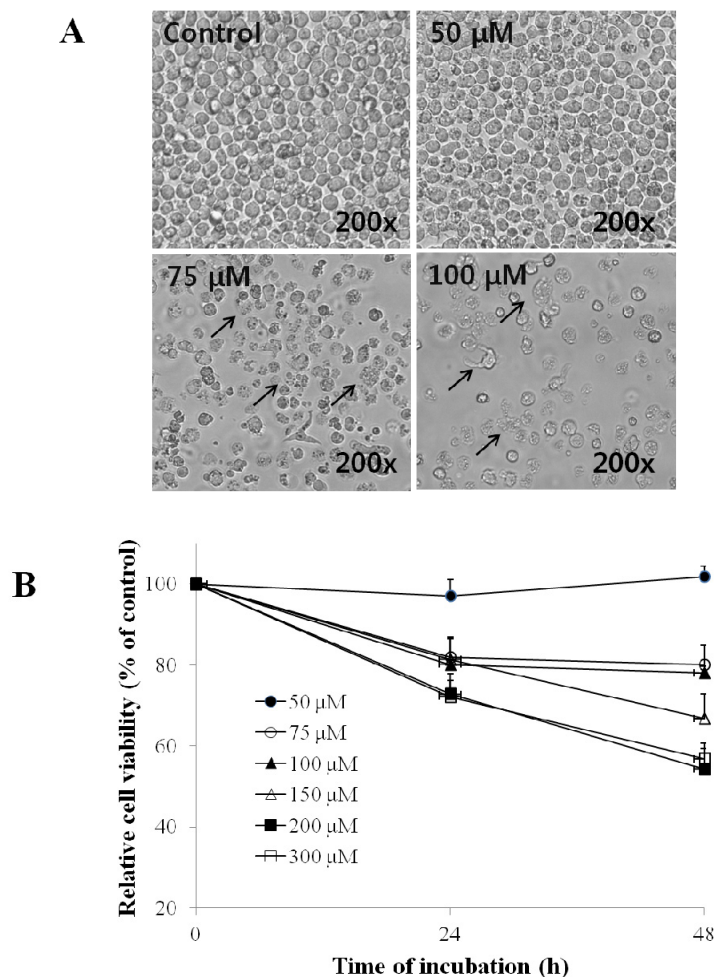 A
Control
50 µM
200x
200x
75 µM
100 µM
200x
200x
B
Relative cell viability (% of control)
100
80
60
40
20
50 µM
75 µM
100 µM
150 µM
200 µM
300 µM
0
24
48
Time of incubation (h)